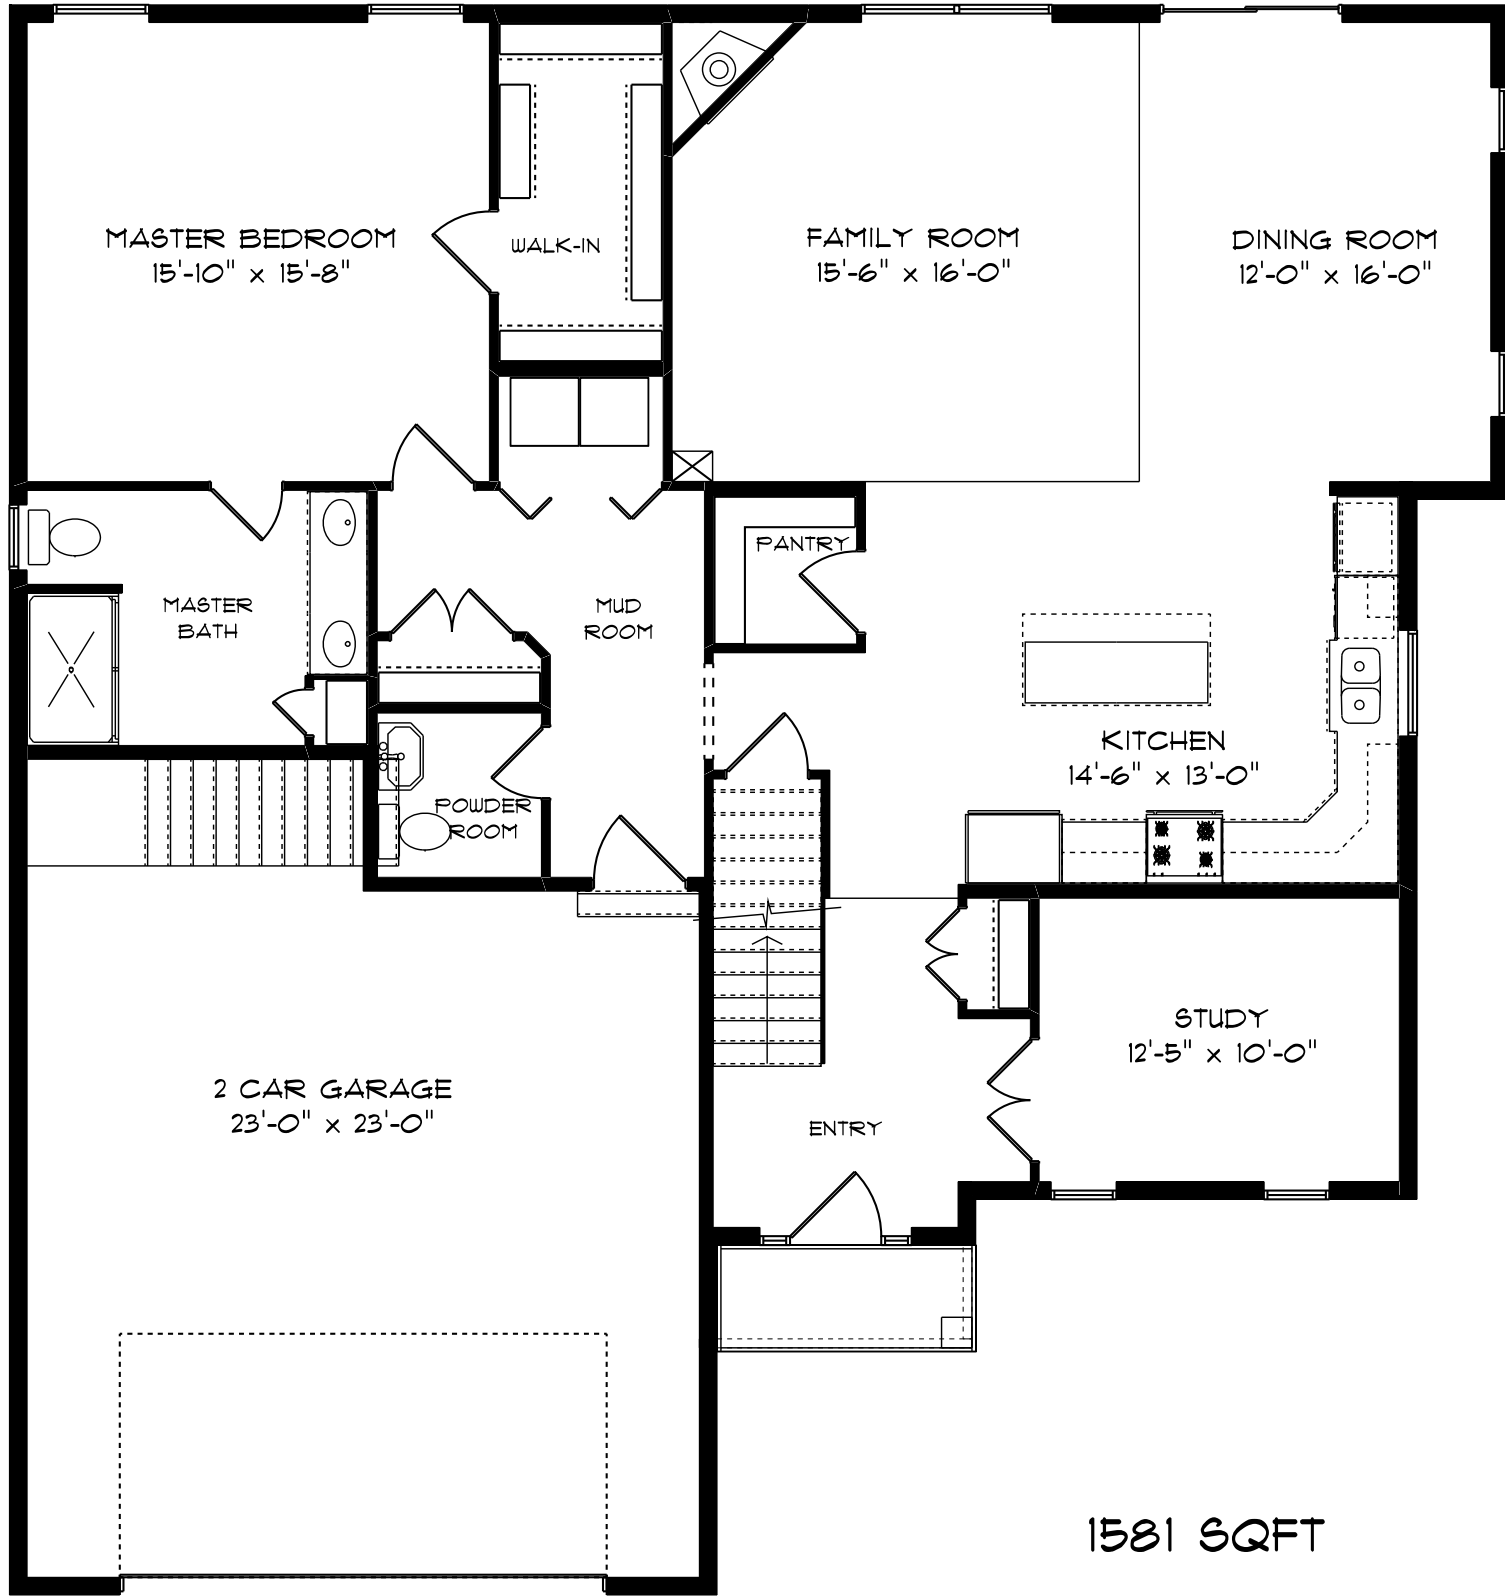 MASTER BEDROOM
15'-10" x 15'-8"
WALK-IN
FAMILY ROOM
15'-6" x 16'-0"
DINING ROOM
12'-0" x 16'-0"
PANTRY
MASTER
BATH
MUD
ROOM
KITCHEN
14'-6" x 13'-0"
POWDER
ROOM
STUDY
12'-5" x 10'-0"
2 CAR GARAGE
23'-0" x 23'-0"
ENTRY
1581 SQFT